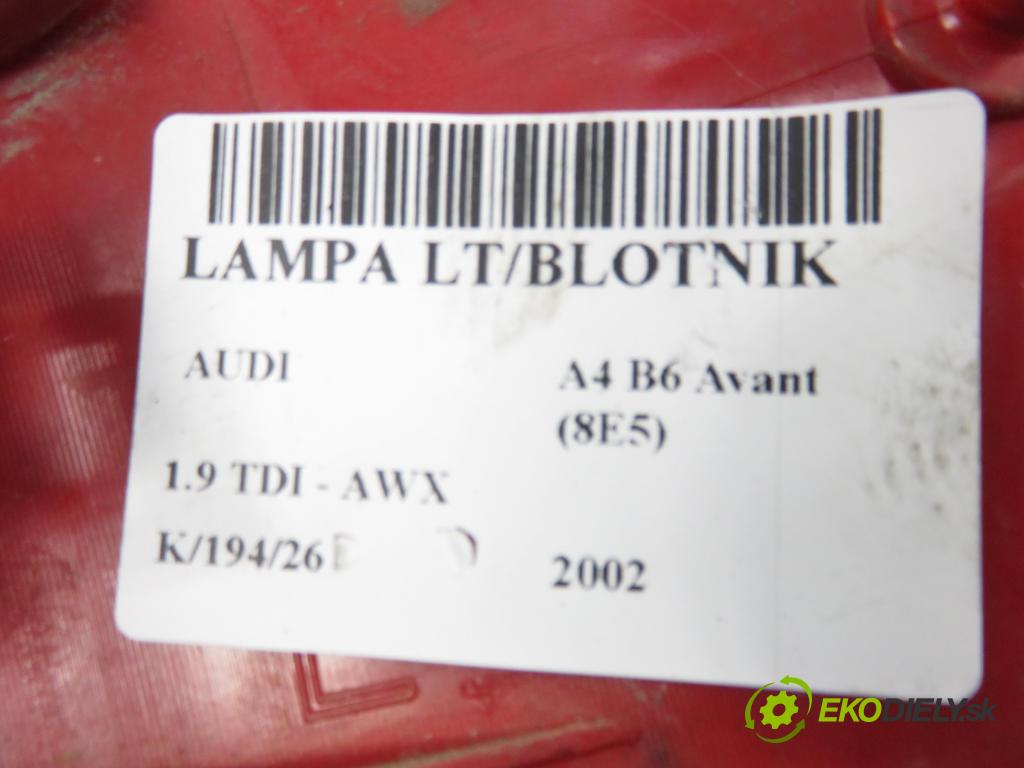 LAMPA LT/BLOTNIK
AUDI
A4 B6 Avant
(8E5)
1.9 TDI - AWX
K/194/26
2002
L
EKODIELY.sk